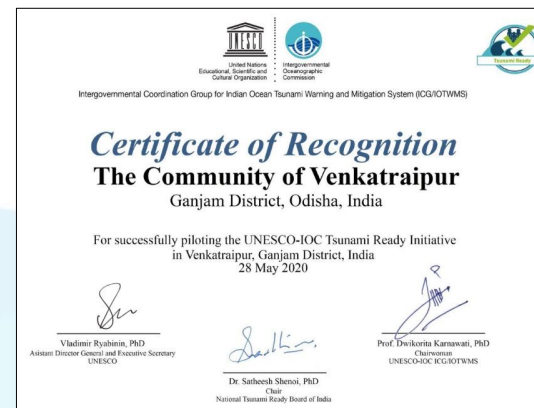 UNESCO
United Nations
Educational, Scientific and
Cultural Organization
Intergovernmental
Oceanographic
Commission
Tsunami Ready
Intergovernmental Coordination Group for Indian Ocean Tsunami Warning and Mitigation System (ICG/IOTWMS)
Certificate of Recognition
The Community of Venkatraipur
Ganjam District, Odisha, India
For successfully piloting the UNESCO-IOC Tsunami Ready Initiative
in Venkatraipur, Ganjam District, India
28 May 2020
Vladimir Ryabinin, PhD
Asistant Director General and Executive Secretary
UNESCO
Prof. Dwikorita Karnawati, PhD
Chairwoman
UNESCO-IOC ICG/IOTWMS
Dr. Satheesh Shenoi, PhD
Chair
National Tsunami Ready Board of India